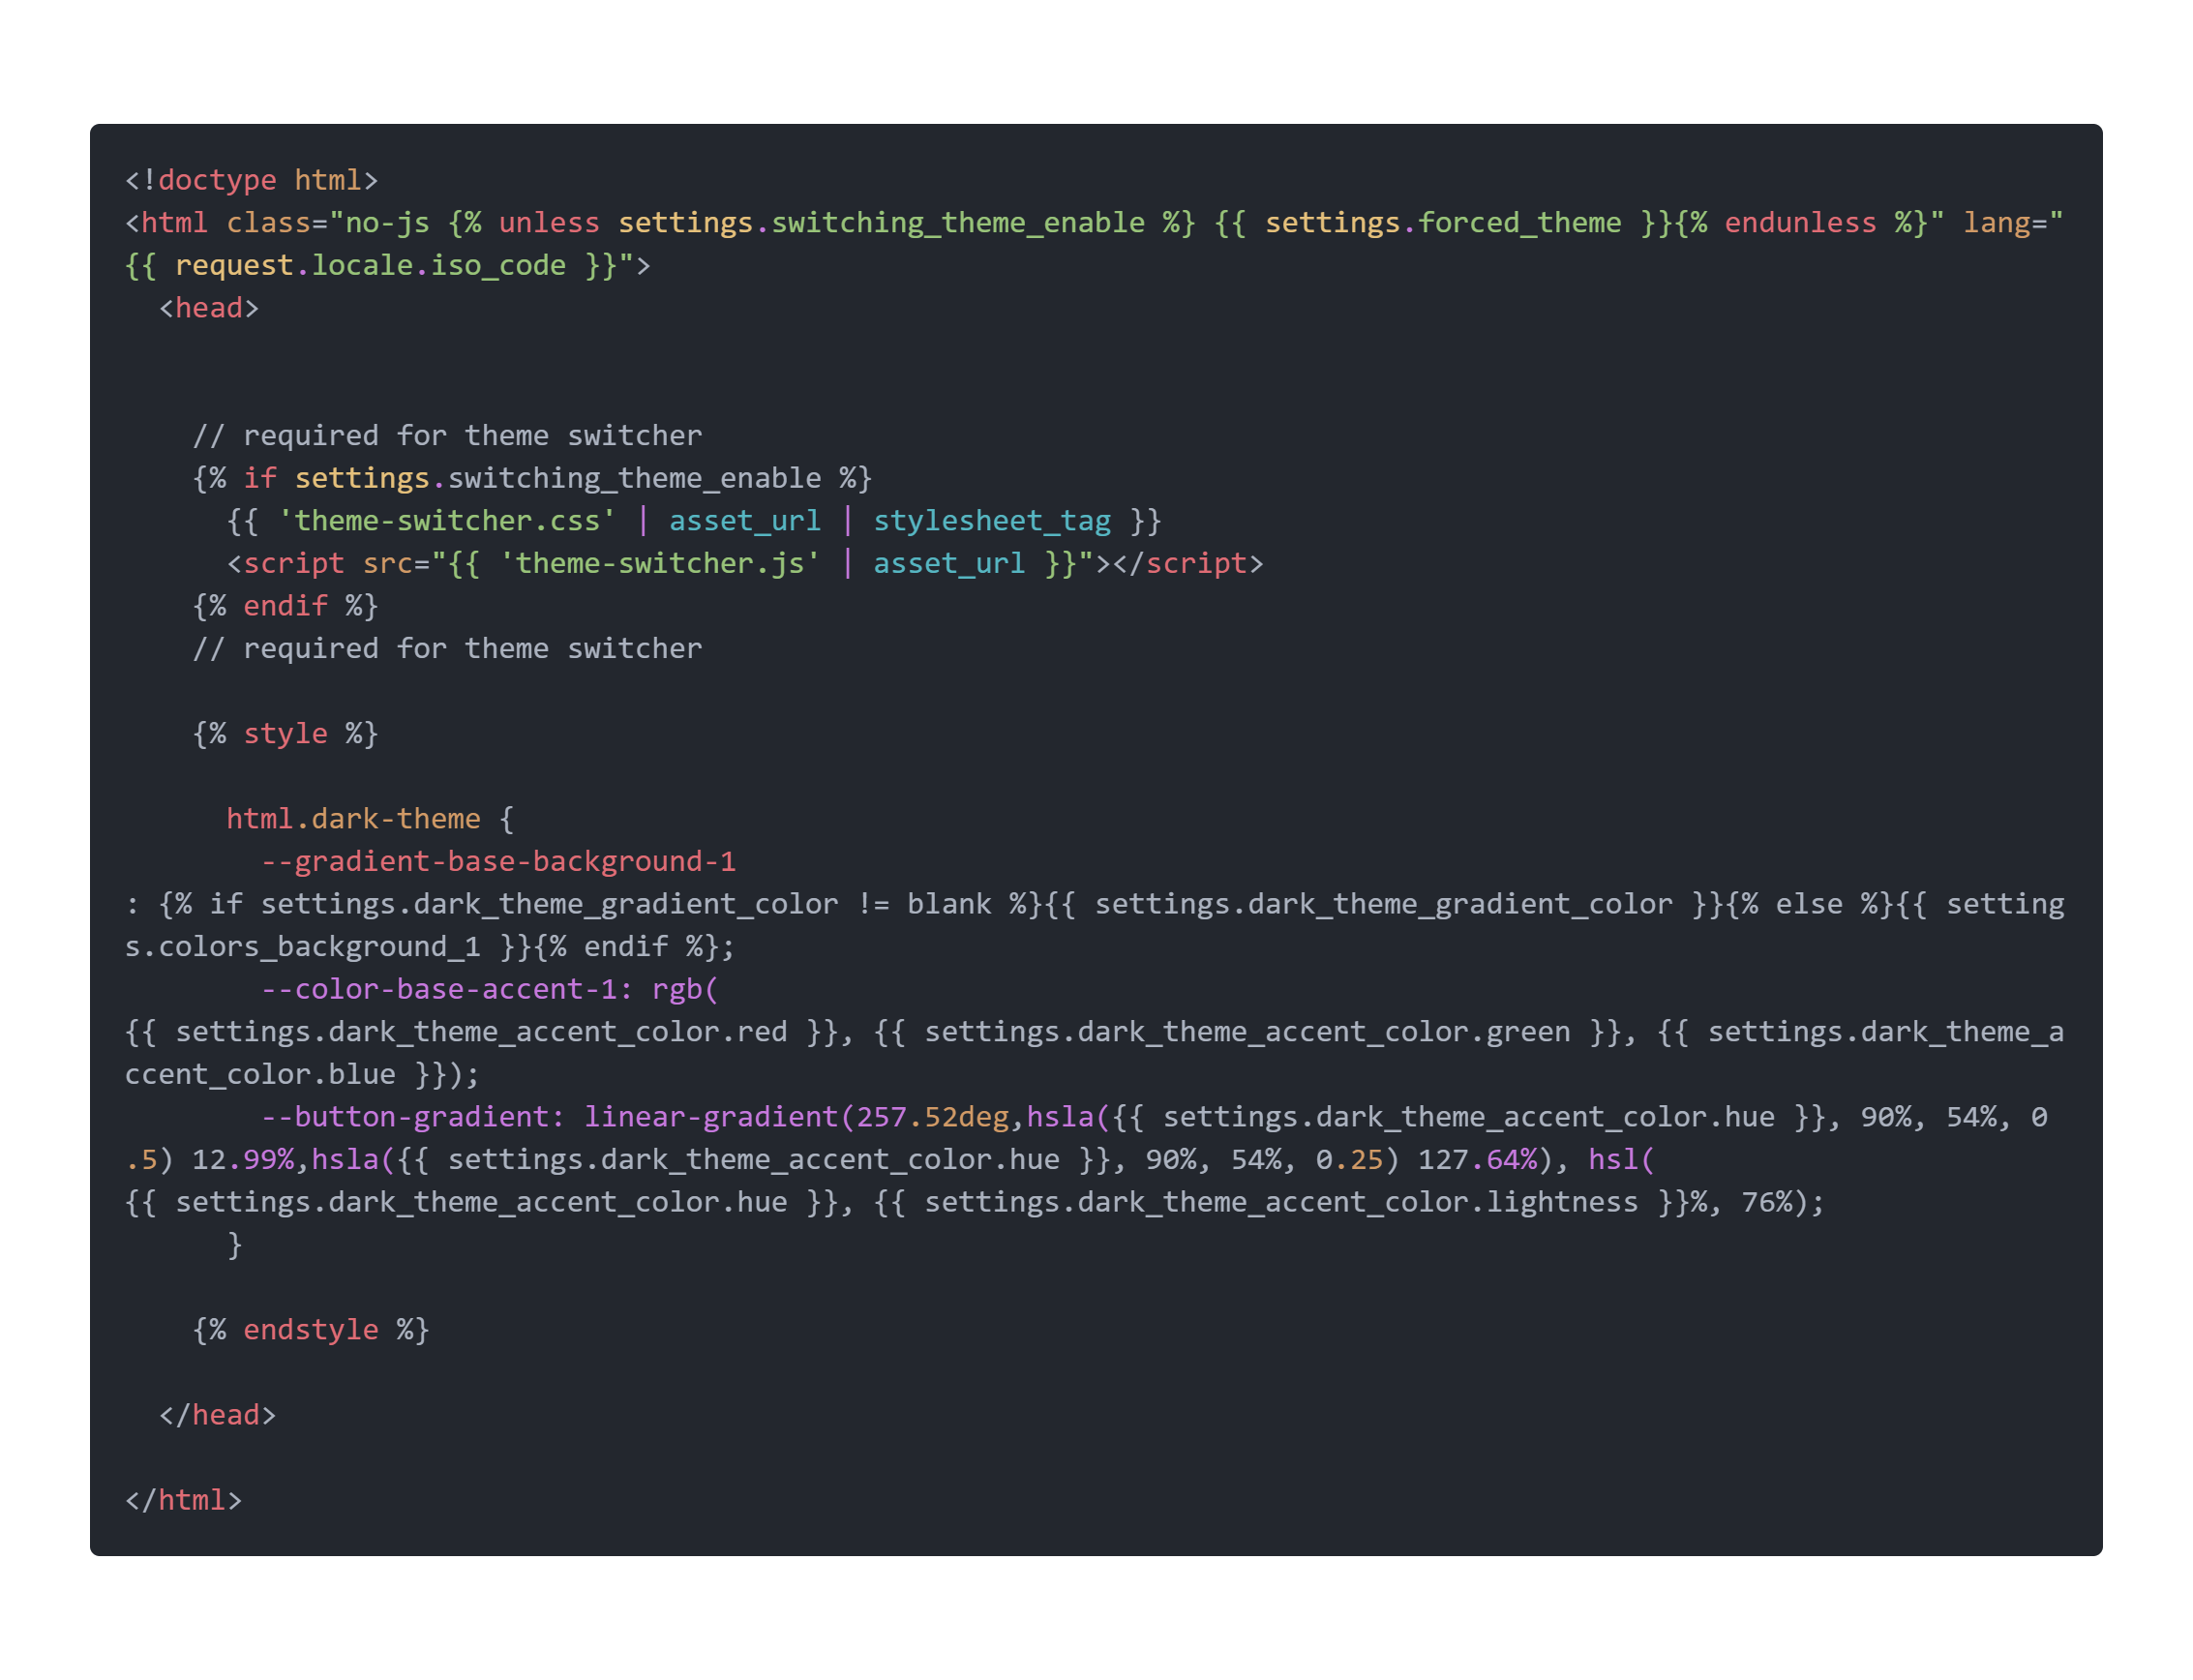 <!doctype html>
<html class="no-js {% unless settings.switching_theme_enable %} {{ settings.forced_theme }}{% endunless %}" lang="
{{ request.locale.iso_code }}">
  <head>
    // required for theme switcher
    {% if settings.switching_theme_enable %}
      {{ 'theme-switcher.css' | asset_url | stylesheet_tag }}
      <script src="{{ 'theme-switcher.js' | asset_url }}"></script>
    {% endif %}
    // required for theme switcher
    {% style %}
      html.dark-theme {
        --gradient-base-background-1
: {% if settings.dark_theme_gradient_color != blank %}{{ settings.dark_theme_gradient_color }}{% else %}{{ setting
s.colors_background_1 }}{% endif %};
        --color-base-accent-1: rgb(
{{ settings.dark_theme_accent_color.red }}, {{ settings.dark_theme_accent_color.green }}, {{ settings.dark_theme_a
ccent_color.blue }});
        --button-gradient: linear-gradient(257.52deg,hsla({{ settings.dark_theme_accent_color.hue }}, 90%, 54%, 0
.5) 12.99%,hsla({{ settings.dark_theme_accent_color.hue }}, 90%, 54%, 0.25) 127.64%), hsl(
{{ settings.dark_theme_accent_color.hue }}, {{ settings.dark_theme_accent_color.lightness }}%, 76%);
      }
    {% endstyle %}
  </head>
</html>